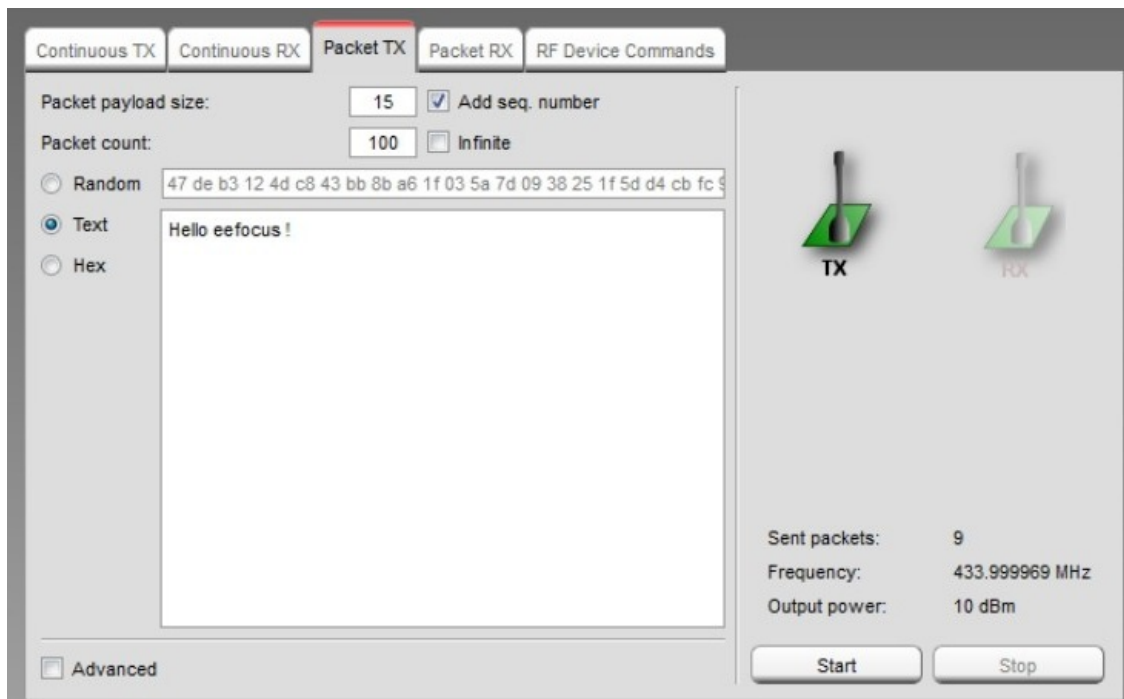 Continuous TX Continuous RX Packet TX Packet RX RF Device Commands
Packet payload size: 15 Add seq. number
Packet count: 100 Infinite
Random 47 de b3 12 4d c8 43 bb 8b a6 1f 03 5a 7d 09 38 25 1f 5d d4 cb fc
Text Hello eefocus !
Hex
TX RX
Sent packets: 9
Frequency: 433.999969 MHz
Output power: 10 dBm
Advanced Start Stop